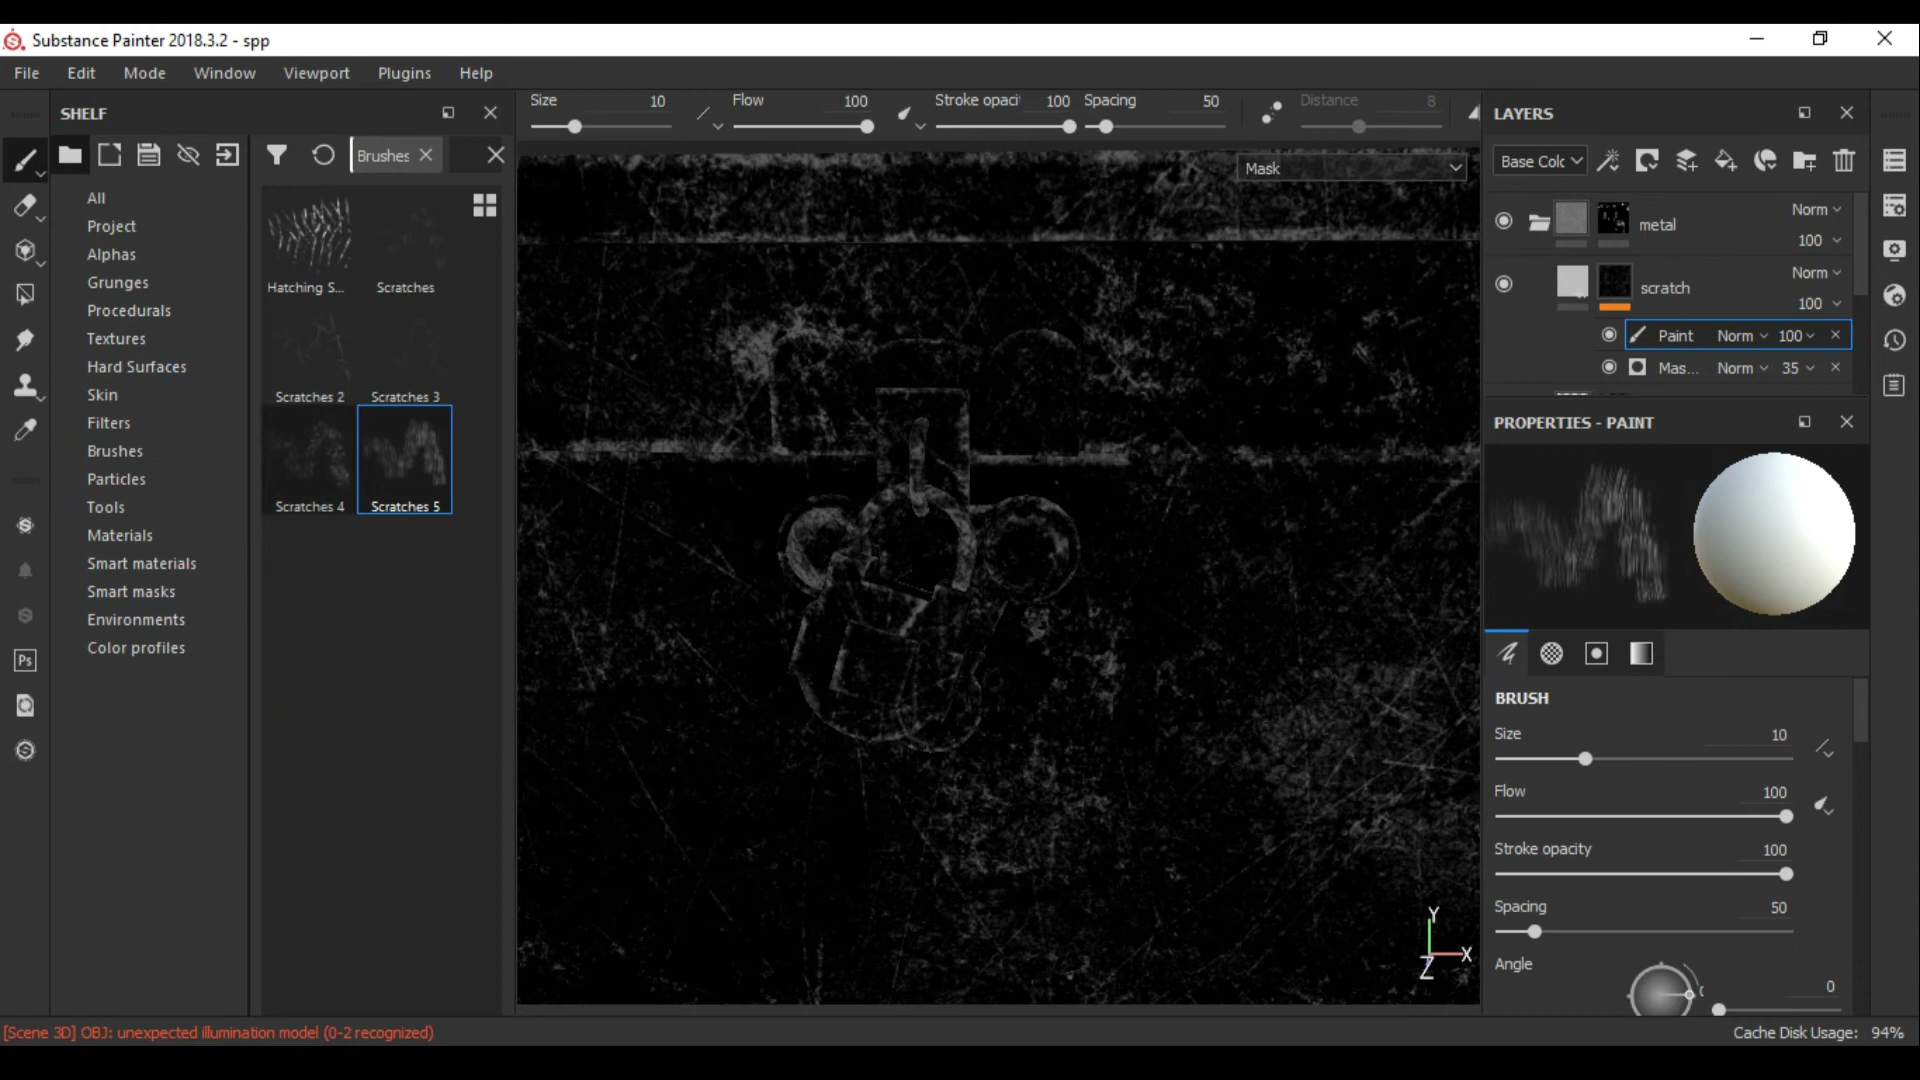 Substance Painter 2018.3.2 - spp
File Edit Mode Window Viewport Plugins Help
SHELF
Size 10 Flow 100 Stroke opaci 100 Spacing 50 Distance 8
Brushes
All
Project
Alphas
Grunges
Procedurals
Textures
Hard Surfaces
Skin
Filters
Brushes
Particles
Tools
Materials
Smart materials
Smart masks
Environments
Color profiles
Hatching S... Scratches
Scratches 2 Scratches 3
Scratches 4 Scratches 5
Ps
Mask
Y
X
Z
LAYERS
Base Colc
metal Norm 100
scratch Norm 100
Paint Norm 100
Mas... Norm 35
PROPERTIES - PAINT
BRUSH
Size 10
Flow 100
Stroke opacity 100
Spacing 50
Angle 0
[Scene 3D] OBJ: unexpected illumination model (0-2 recognized)
Cache Disk Usage: 94%